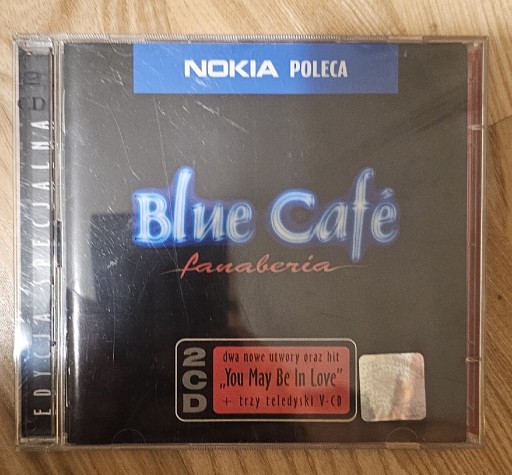 NOKIA POLECA
Blue Café
fanaberia
2CD
dwa nowe utwory oraz hit
„You May Be In Love”
+ trzy teledyski V-CD
2 CD
EDYCJA SPECJALNA